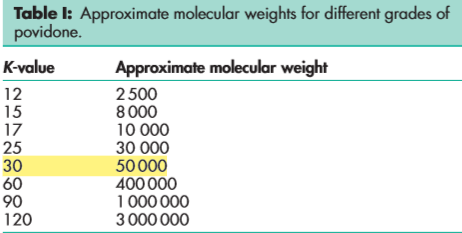 Table I: Approximate molecular weights for different grades of
povidone.
K-value Approximate molecular weight
12 2 500
15 8 000
17 10 000
25 30 000
30 50 000
60 400 000
90 1 000 000
120 3 000 000